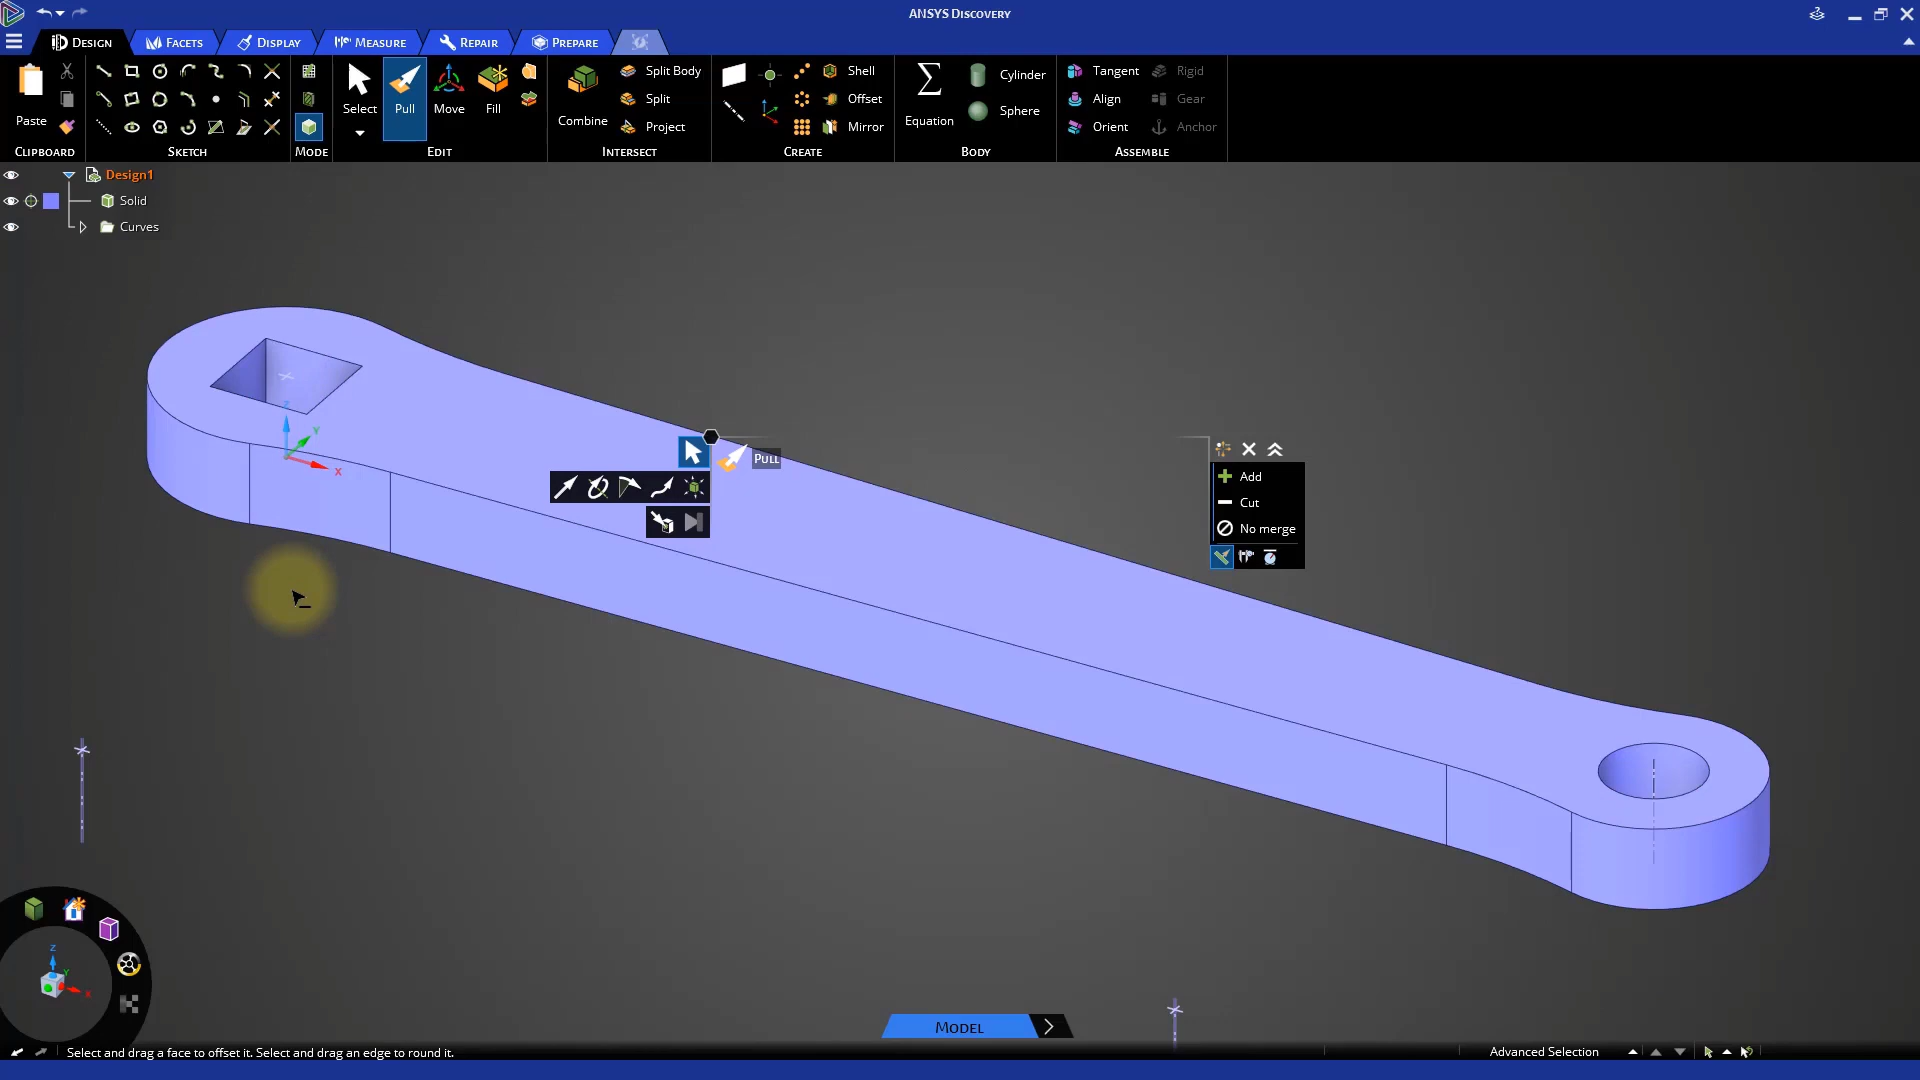 ANSYS Discovery
Design Facets Display Measure Repair Prepare
Paste Select Pull Move Fill Combine Split Body Split Project Shell Offset Mirror Equation Cylinder Sphere Tangent Align Orient Rigid Gear Anchor
Clipboard Sketch Mode Edit Intersect Create Body Assemble
Design1
Solid
Curves
Z
Y
X
Pull
Add
Cut
No merge
Z
Y
X
Model
Select and drag a face to offset it. Select and drag an edge to round it. Advanced Selection